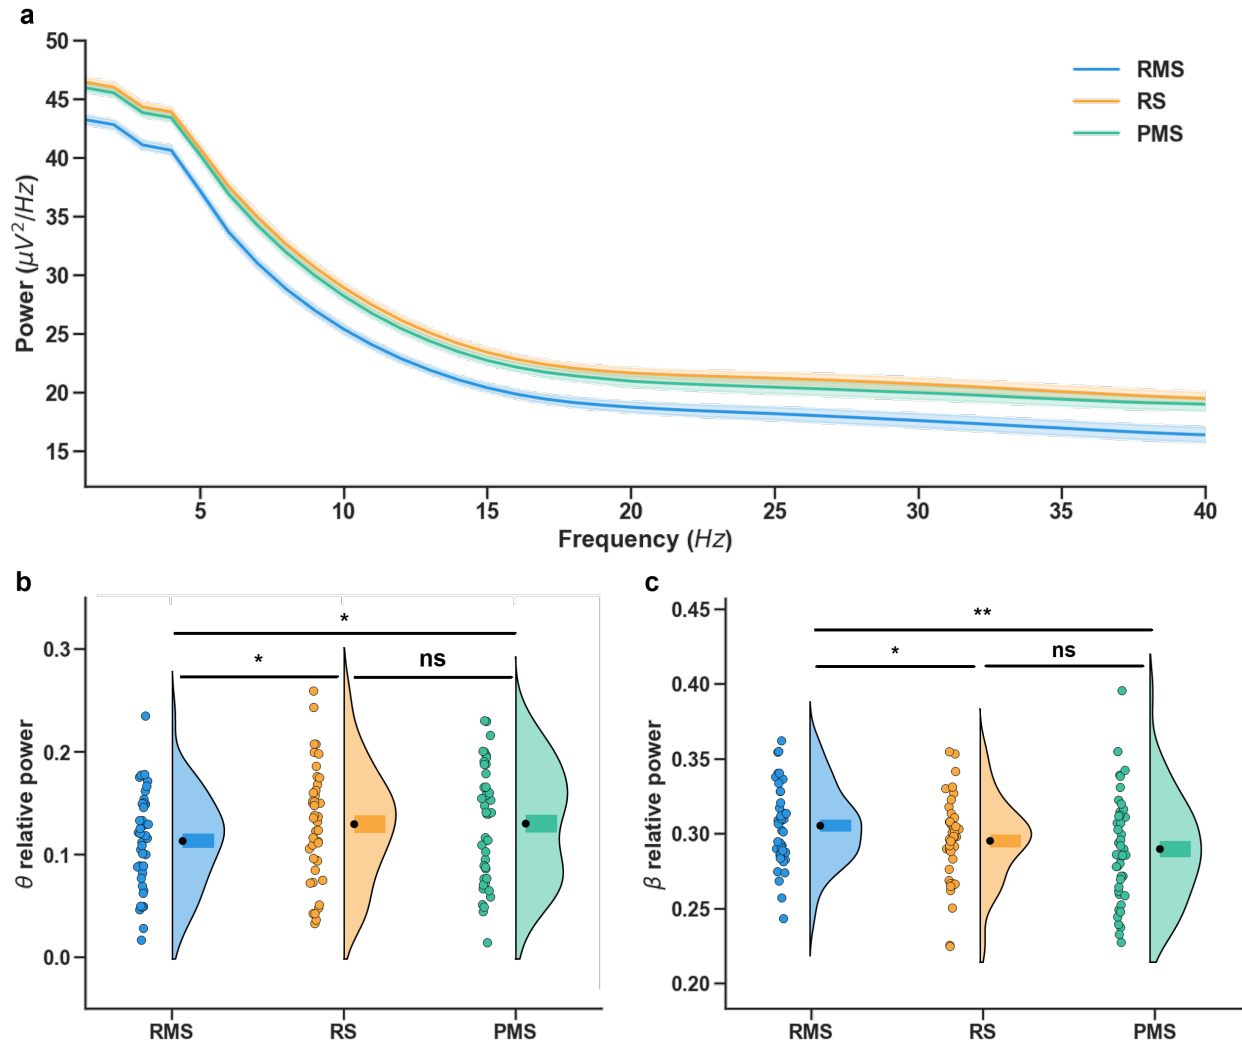 a
50
45
40
35
30
25
20
15
Power (μV²/Hz)
RMS
RS
PMS
5 10 15 20 25 30 35 40
Frequency (Hz)
b
0.3
0.2
0.1
0.0
θ relative power
*
*
ns
RMS RS PMS
c
0.45
0.40
0.35
0.30
0.25
0.20
β relative power
**
*
ns
RMS RS PMS